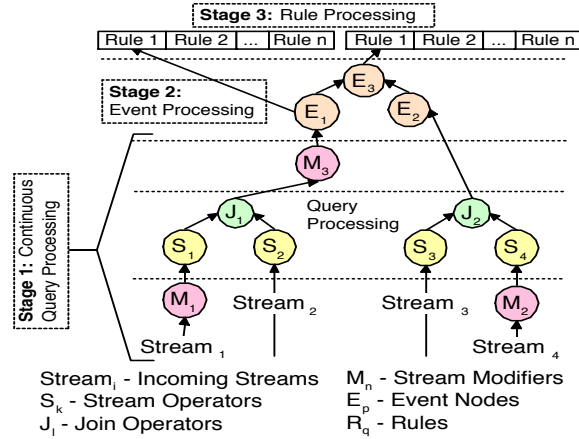 Stage 3: Rule Processing
Rule 1 Rule 2 ... Rule n Rule 1 Rule 2 ... Rule n
Stage 2:
Event Processing
E3
E1
E2
M3
Stage 1: Continuous
Query Processing
J1
Query
Processing
J2
S1
S2
S3
S4
M1
Stream 2
Stream 3
M2
Stream 1
Stream 4
Streami - Incoming Streams
Sk - Stream Operators
Jl - Join Operators
Mn - Stream Modifiers
Ep - Event Nodes
Rq - Rules